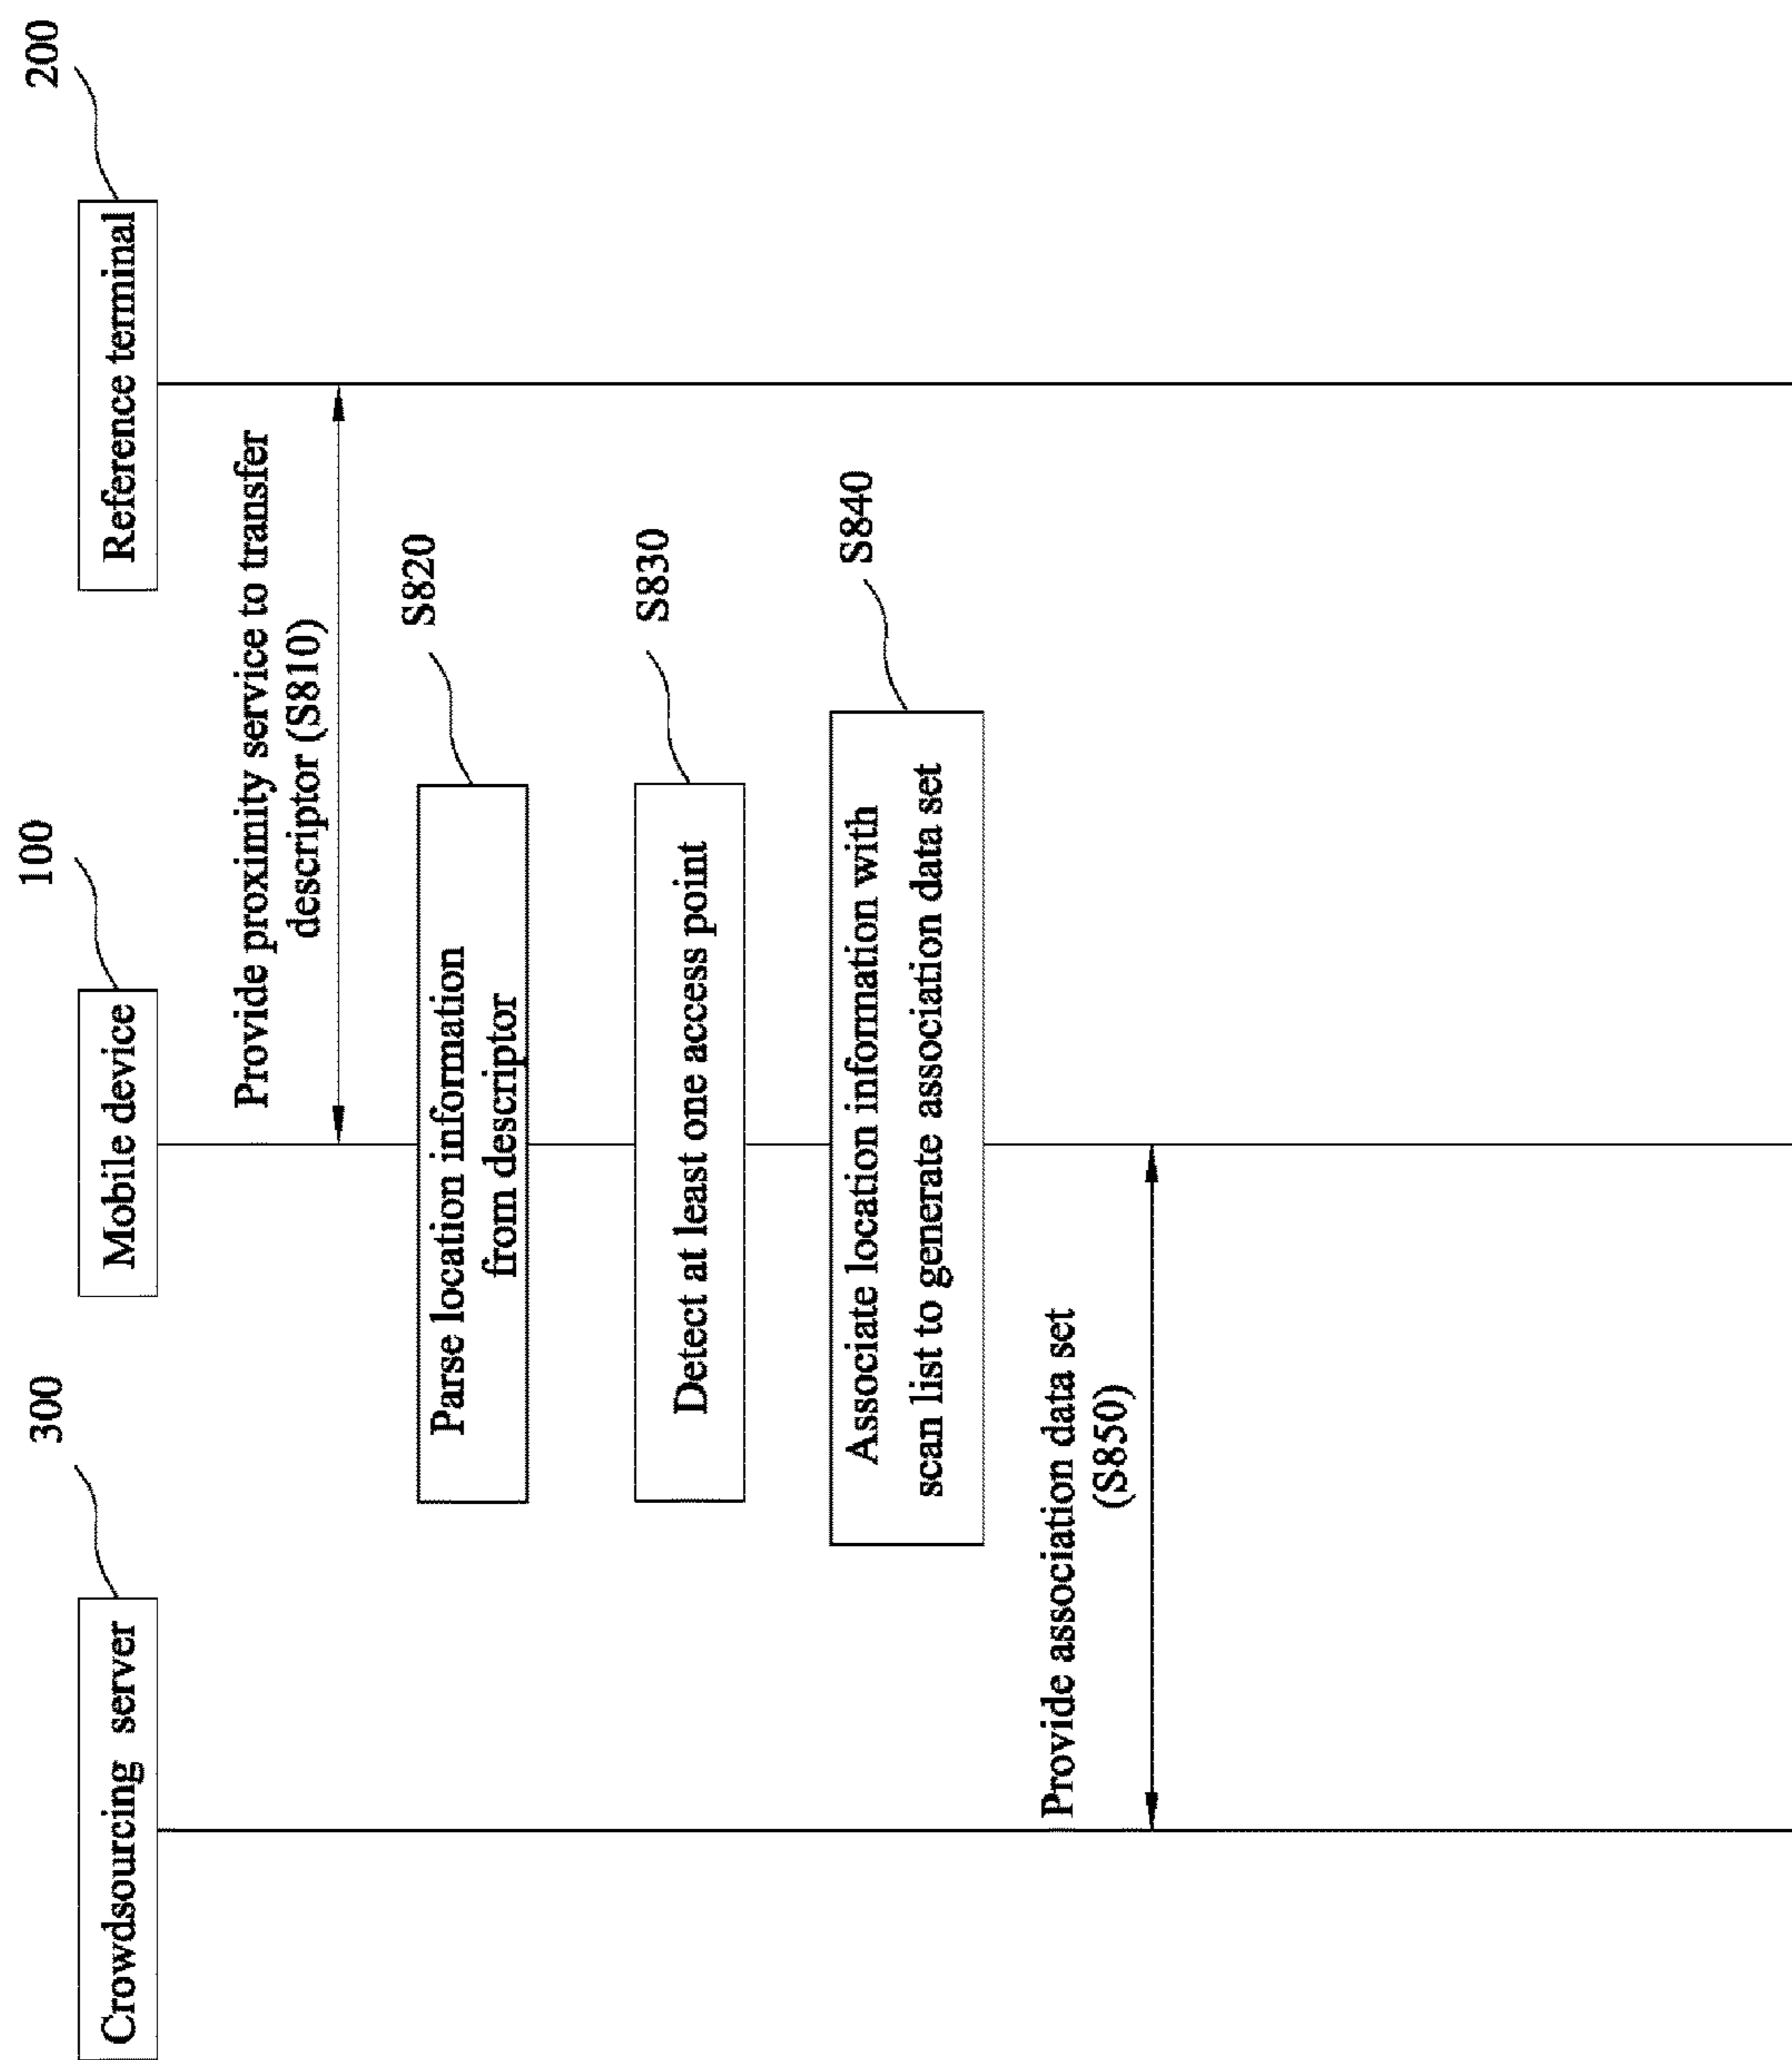 300
100
200
Crowdsourcing server
Mobile device
Reference terminal
Provide proximity service to transfer
descriptor (S810)
S820
Parse location information
from descriptor
S830
Detect at least one access point
S840
Associate location information with
scan list to generate association data set
Provide association data set
(S850)